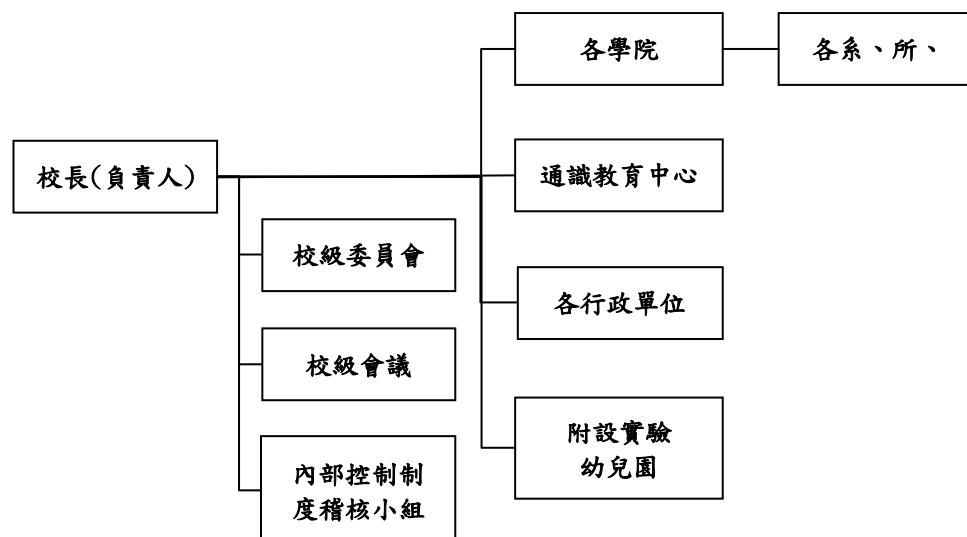 各學院
各系、所、
校長(負責人)
通識教育中心
校級委員會
各行政單位
校級會議
附設實驗
幼兒園
內部控制制
度稽核小組